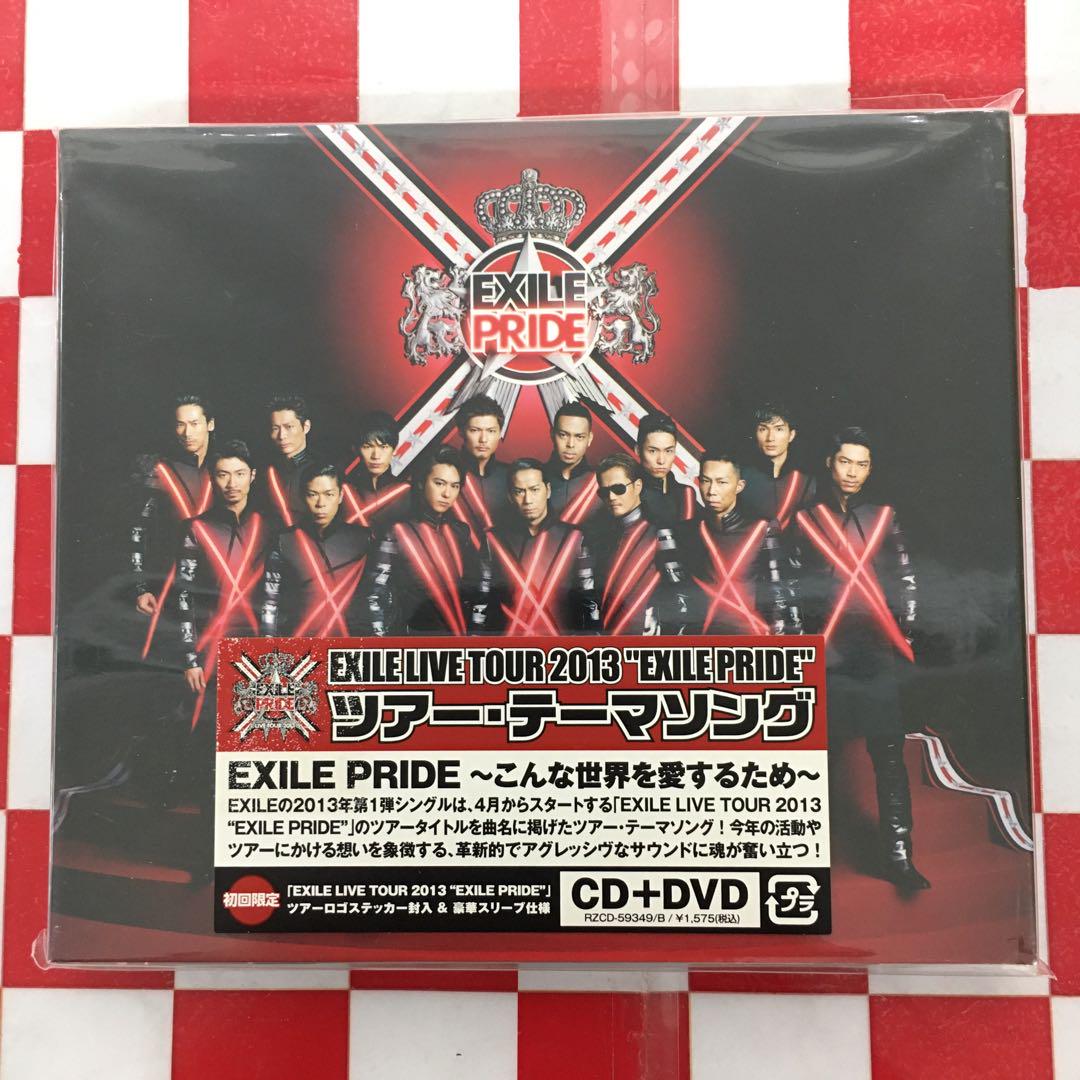 EXILE
PRIDE
EXILE LIVE TOUR 2013 "EXILE PRIDE"
ツアー・テーマソング
EXILE
PRIDE
LIVE TOUR 2013
EXILE PRIDE ～こんな世界を愛するため～
EXILEの2013年第1弾シングルは、4月からスタートする「EXILE LIVE TOUR 2013
“EXILE PRIDE”」のツアータイトルを曲名に掲げたツアー・テーマソング！今年の活動や
ツアーにかける想いを象徴する、革新的でアグレッシヴなサウンドに魂が奮い立つ！
初回限定
「EXILE LIVE TOUR 2013 “EXILE PRIDE”」
ツアーロゴステッカー封入 & 豪華スリーブ仕様
CD+DVD
RZCD-59349/B / ¥1,575(税込)
プラ